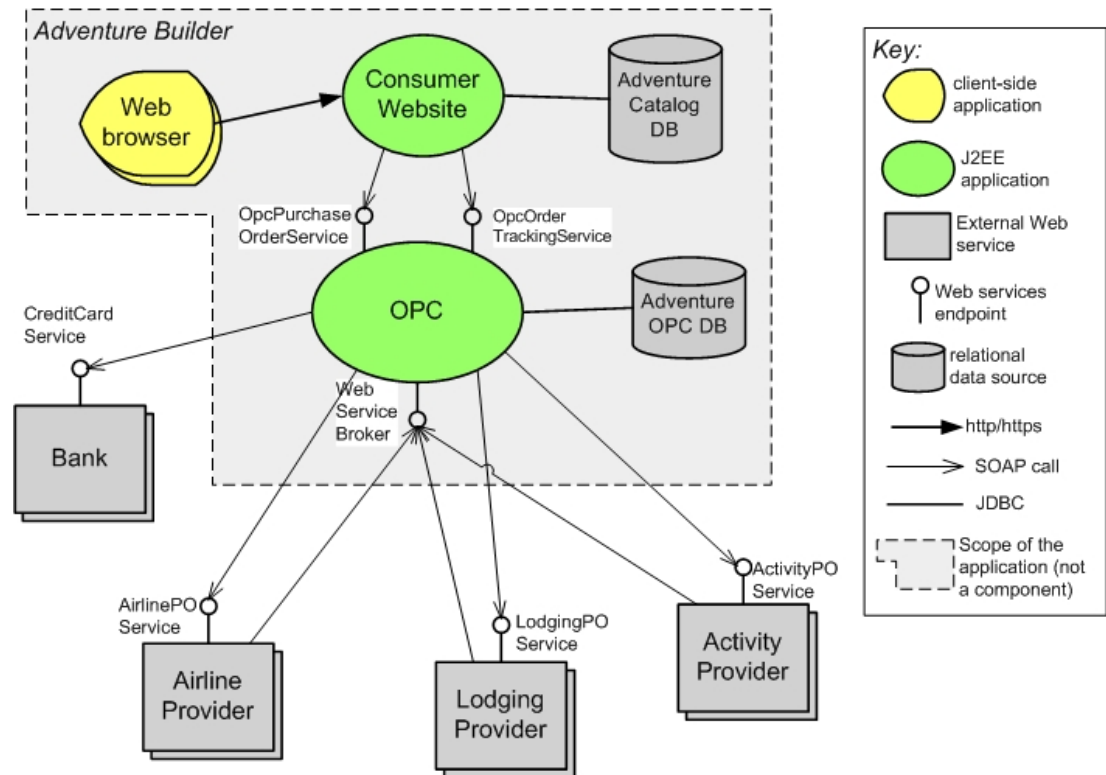 Adventure Builder
Web
browser
Consumer
Website
Adventure
Catalog
DB
OpcPurchase
OrderService
OpcOrder
TrackingService
OPC
Adventure
OPC DB
CreditCard
Service
Bank
Web
Service
Broker
AirlinePO
Service
Airline
Provider
LodgingPO
Service
Lodging
Provider
ActivityPO
Service
Activity
Provider
Key:
client-side
application
J2EE
application
External Web
service
Web services
endpoint
relational
data source
http/https
SOAP call
JDBC
Scope of the
application (not
a component)